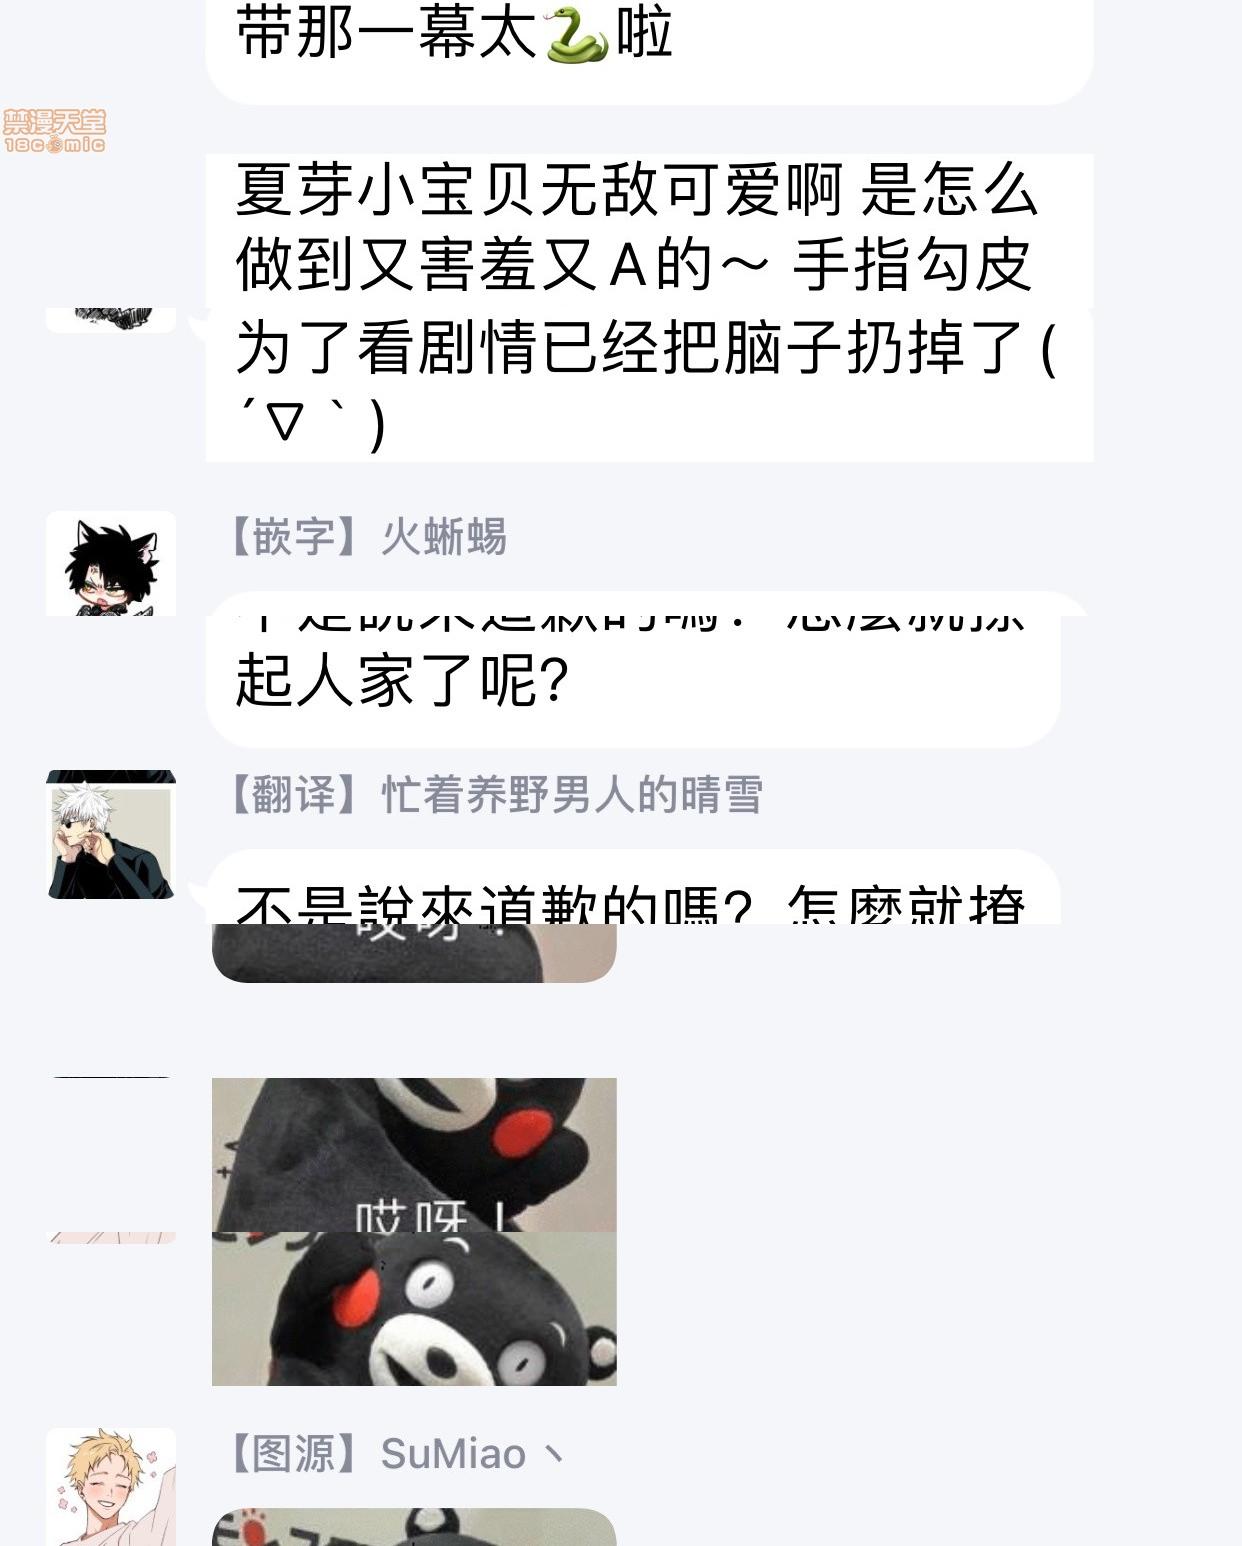 带那一幕太🐍啦
禁漫天堂
18comic
夏芽小宝贝无敌可爱啊 是怎么
做到又害羞又A的～ 手指勾皮
为了看剧情已经把脑子扔掉了(
´∇｀)
【嵌字】火蜥蜴
起人家了呢?
【翻译】忙着养野男人的晴雪
不是說來道歉的嗎? 怎麼就撩
哎呀！
【图源】SuMiao丶